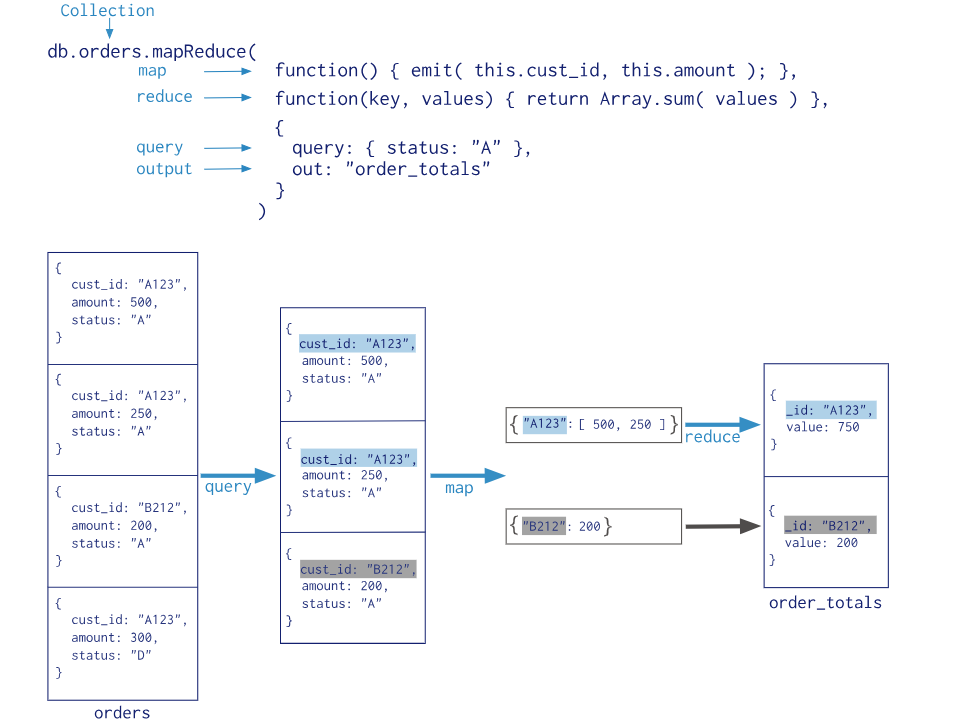 Collection
db.orders.mapReduce(
map function() { emit( this.cust_id, this.amount ); },
reduce function(key, values) { return Array.sum( values ) },
{
query query: { status: "A" },
output out: "order_totals"
}
)
{
cust_id: "A123",
amount: 500,
status: "A"
}
{
cust_id: "A123",
amount: 250,
status: "A"
}
{
cust_id: "B212",
amount: 200,
status: "A"
}
{
cust_id: "A123",
amount: 300,
status: "D"
}
orders
query
{
cust_id: "A123",
amount: 500,
status: "A"
}
{
cust_id: "A123",
amount: 250,
status: "A"
}
{
cust_id: "B212",
amount: 200,
status: "A"
}
map
{"A123": [ 500, 250 ]}
{"B212": 200}
reduce
{
_id: "A123",
value: 750
}
{
_id: "B212",
value: 200
}
order_totals